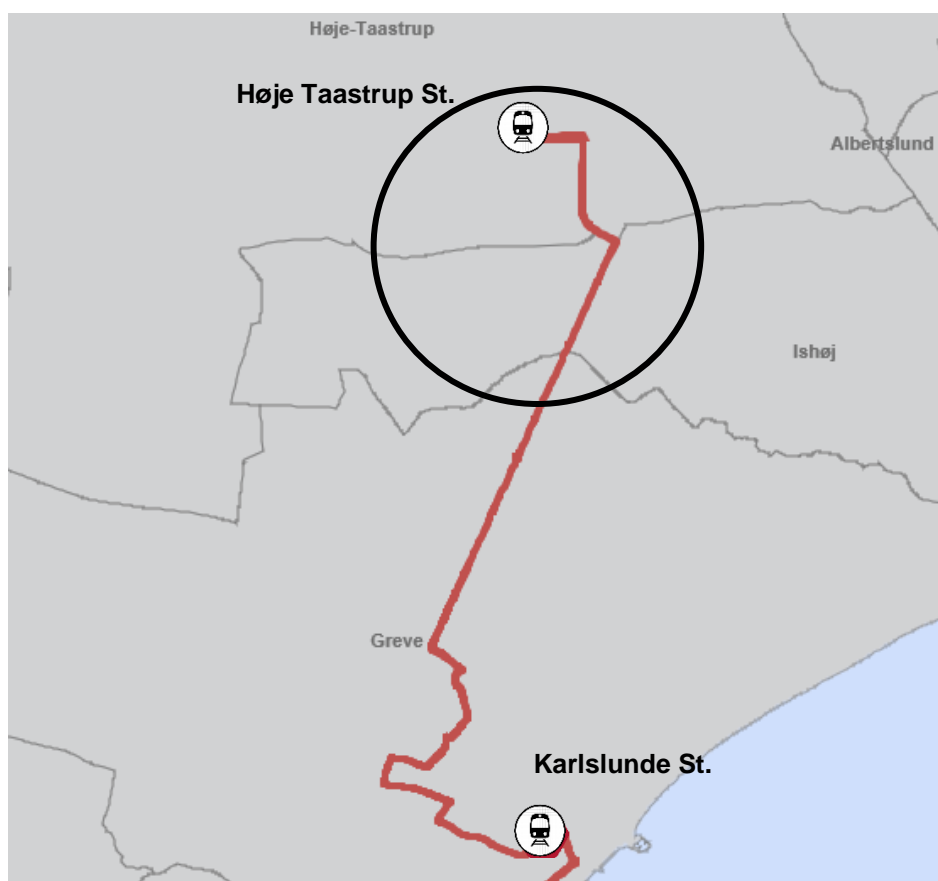 Høje-Taastrup
Høje Taastrup St.
Albertslund
Ishøj
Greve
Karlslunde St.